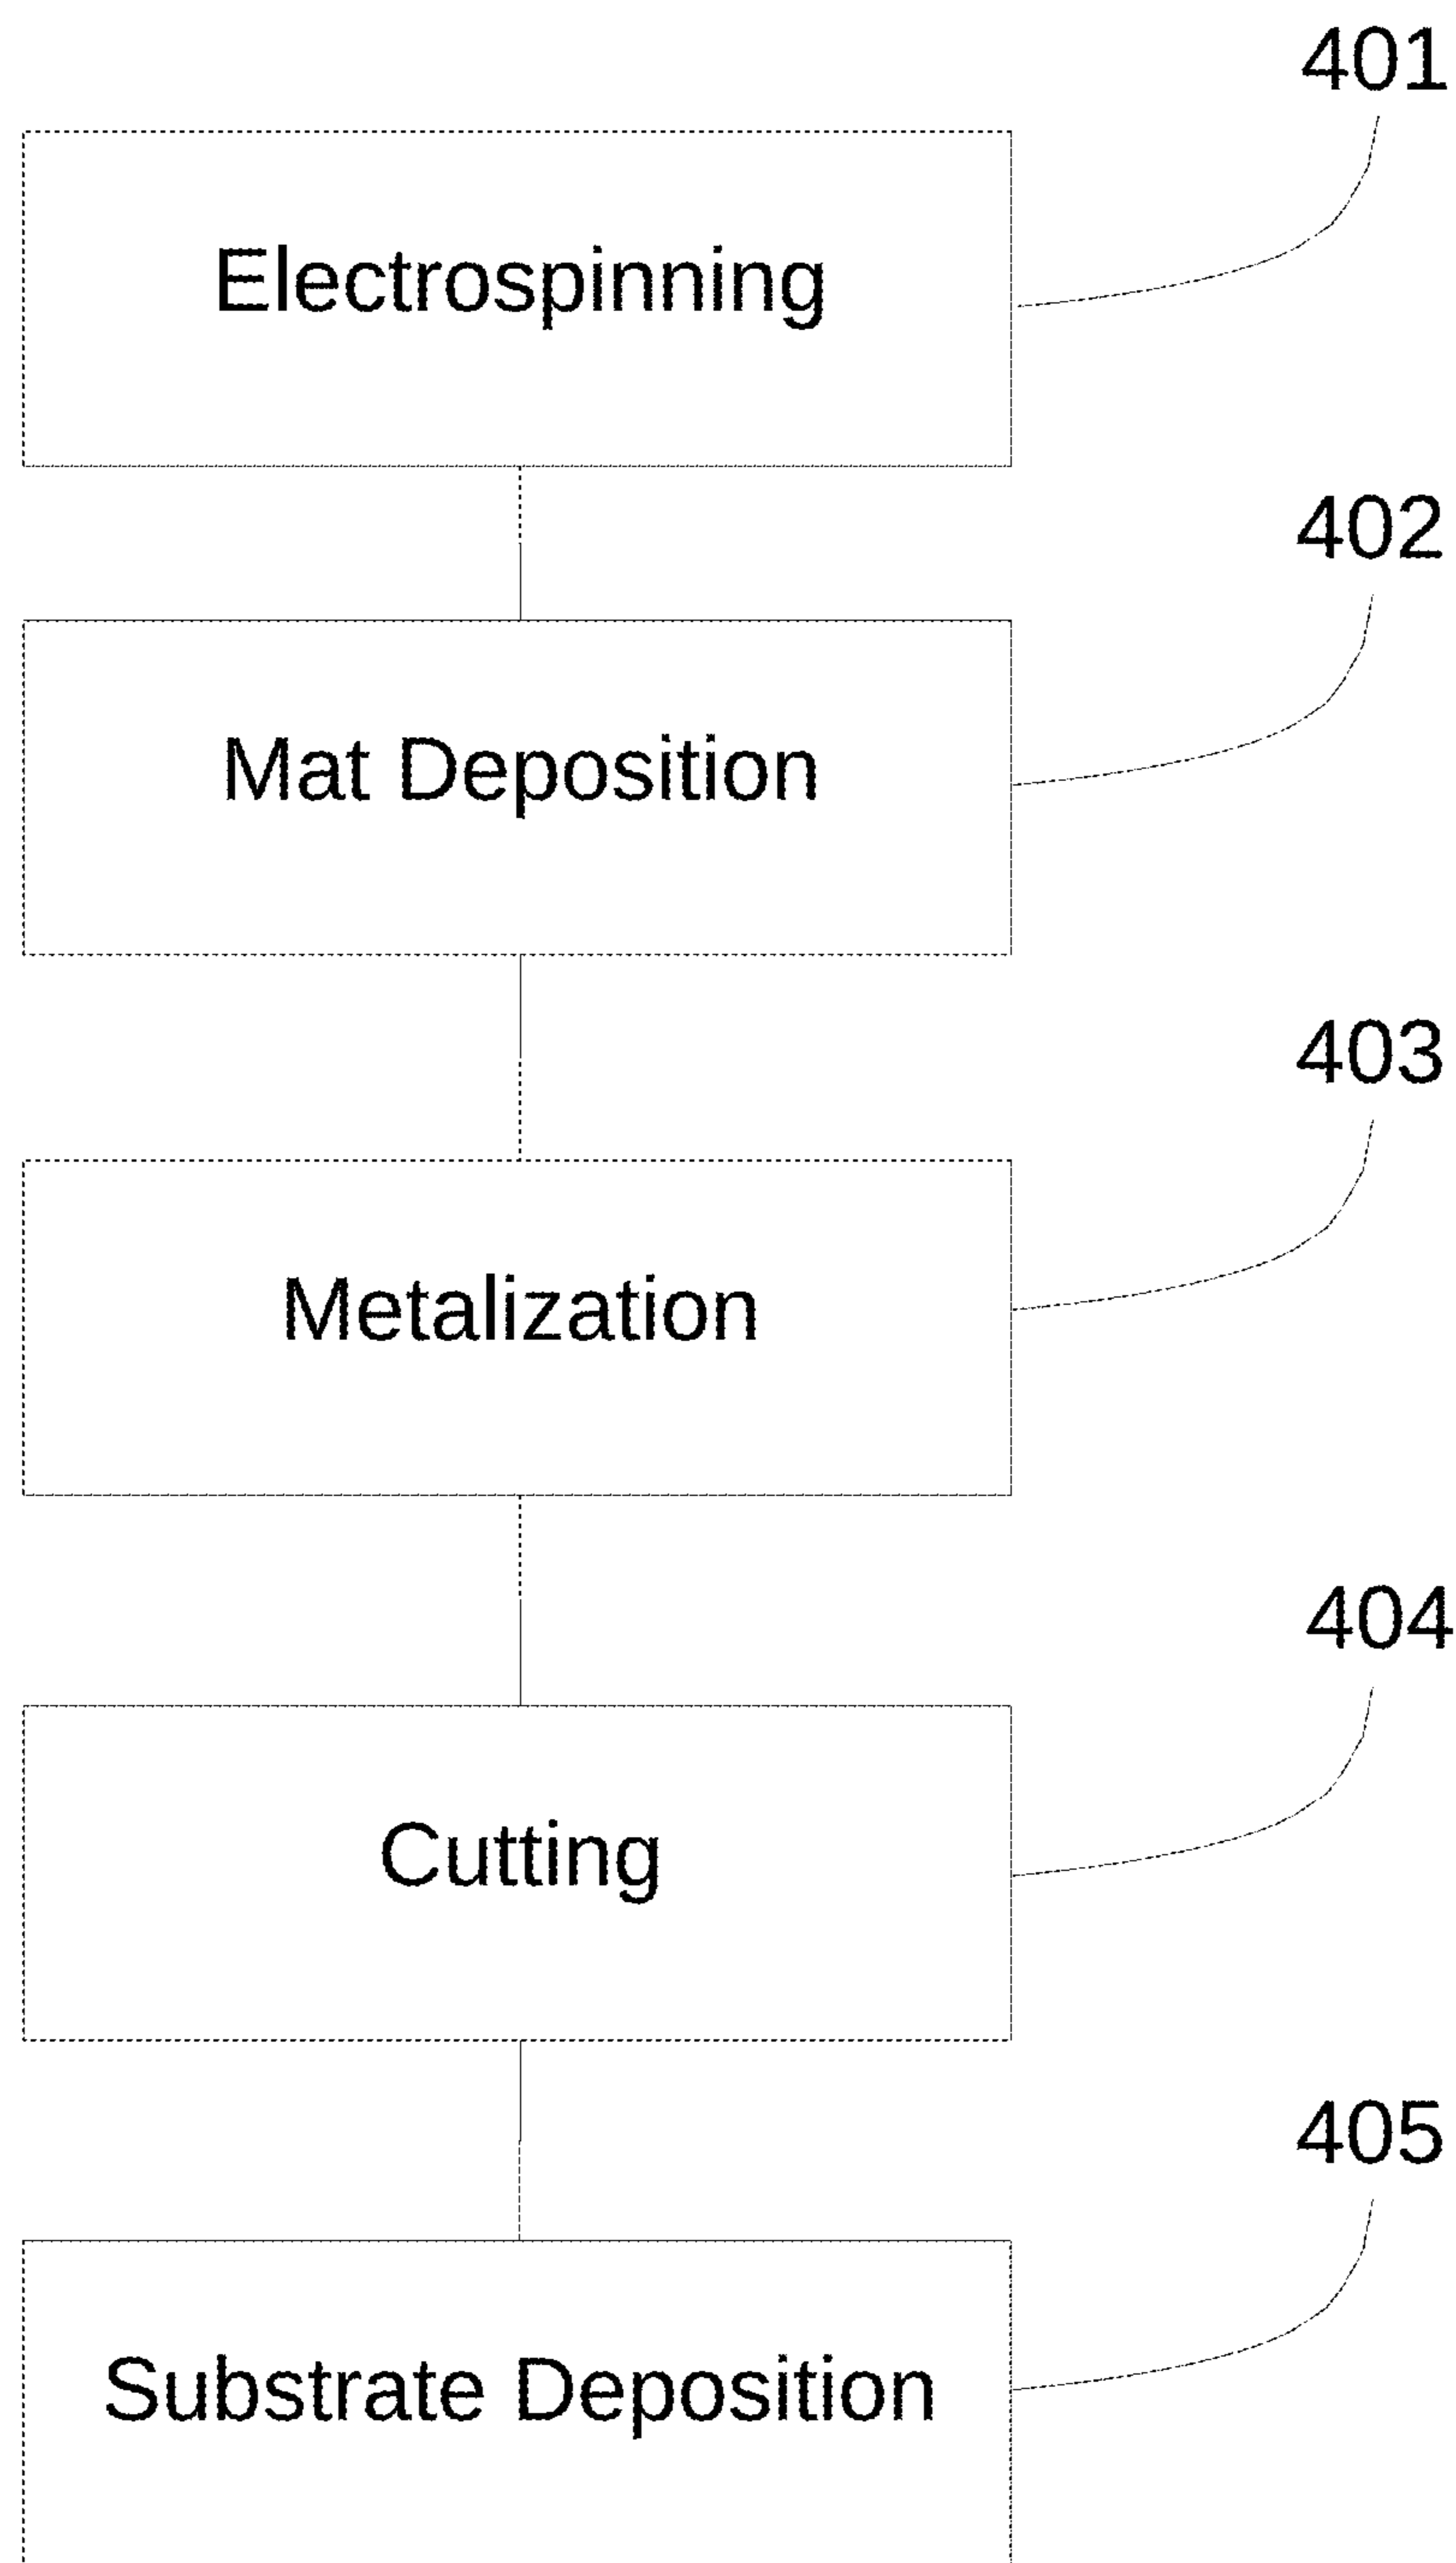 401
Electrospinning
402
Mat Deposition
403
Metalization
404
Cutting
405
Substrate Deposition